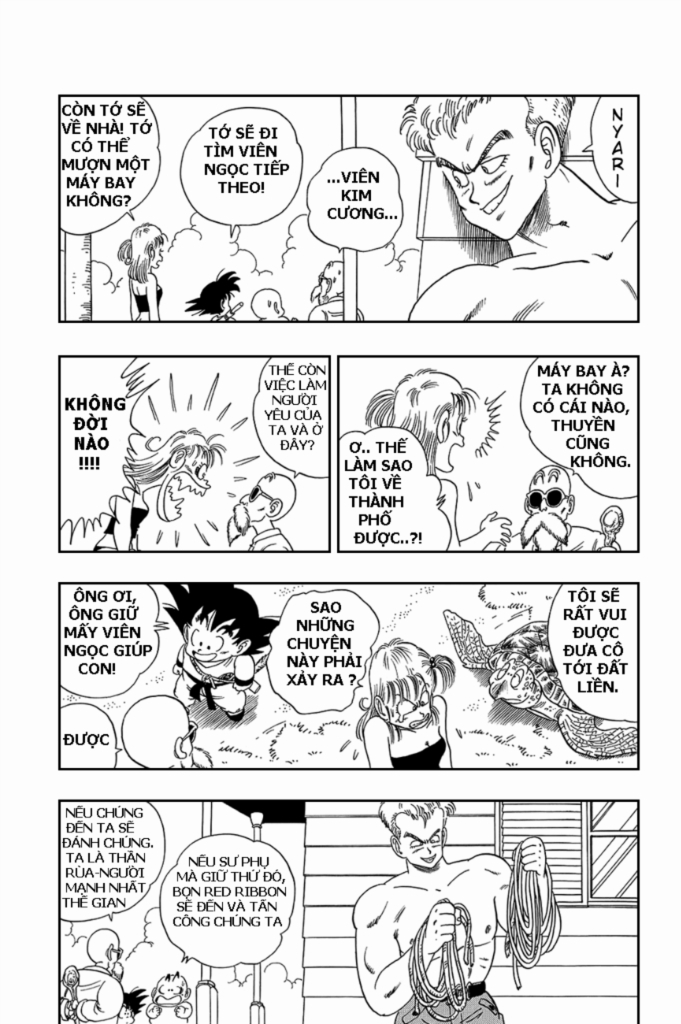 CÒN TỚ SẼ
VỀ NHÀ! TỚ
CÓ THỂ
MƯỢN MỘT
MÁY BAY
KHÔNG?
TỚ SẼ ĐI
TÌM VIÊN
NGỌC TIẾP
THEO!
...VIÊN
KIM
CƯƠNG...
NYARI
THẾ CÒN
VIỆC LÀM
NGƯỜI
YÊU CỦA
TA VÀ Ở
ĐÂY?
KHÔNG
ĐỜI
NÀO
!!!!
MÁY BAY À?
TA KHÔNG
CÓ CÁI NÀO,
THUYỀN
CŨNG
KHÔNG.
Ơ.. THẾ
LÀM SAO
TÔI VỀ
THÀNH
PHỐ
ĐƯỢC..?!
ÔNG ƠI,
ÔNG GIỮ
MẤY VIÊN
NGỌC GIÚP
CON!
ĐƯỢC
SAO
NHỮNG
CHUYỆN
NÀY PHẢI
XẢY RA ?
TÔI SẼ
RẤT VUI
ĐƯỢC
ĐƯA CÔ
TỚI ĐẤT
LIỀN.
NẾU CHÚNG
ĐẾN TA SẼ
ĐÁNH CHÚNG.
TA LÀ THẦN
RÙA-NGƯỜI
MẠNH NHẤT
THẾ GIAN
NẾU SƯ PHỤ
MÀ GIỮ THỨ ĐÓ,
BỌN RED RIBBON
SẼ ĐẾN VÀ TẤN
CÔNG CHÚNG TA